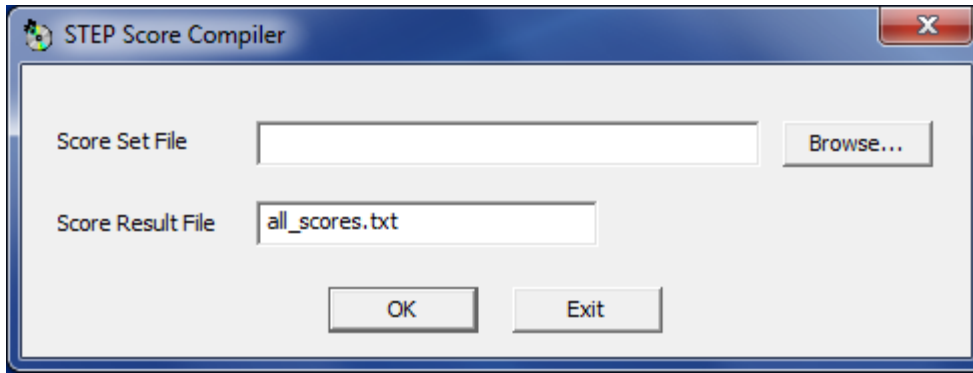 STEP Score Compiler
Score Set File
Browse...
Score Result File
all_scores.txt
OK
Exit